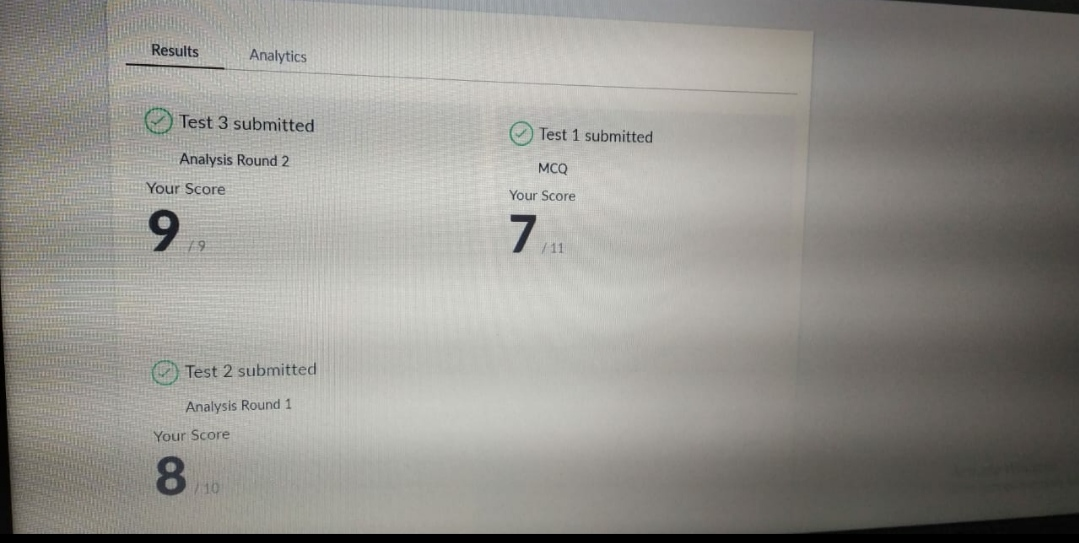 Results
Analytics
Test 3 submitted
Analysis Round 2
Your Score
9 /9
Test 1 submitted
MCQ
Your Score
7 /11
Test 2 submitted
Analysis Round 1
Your Score
8 /10